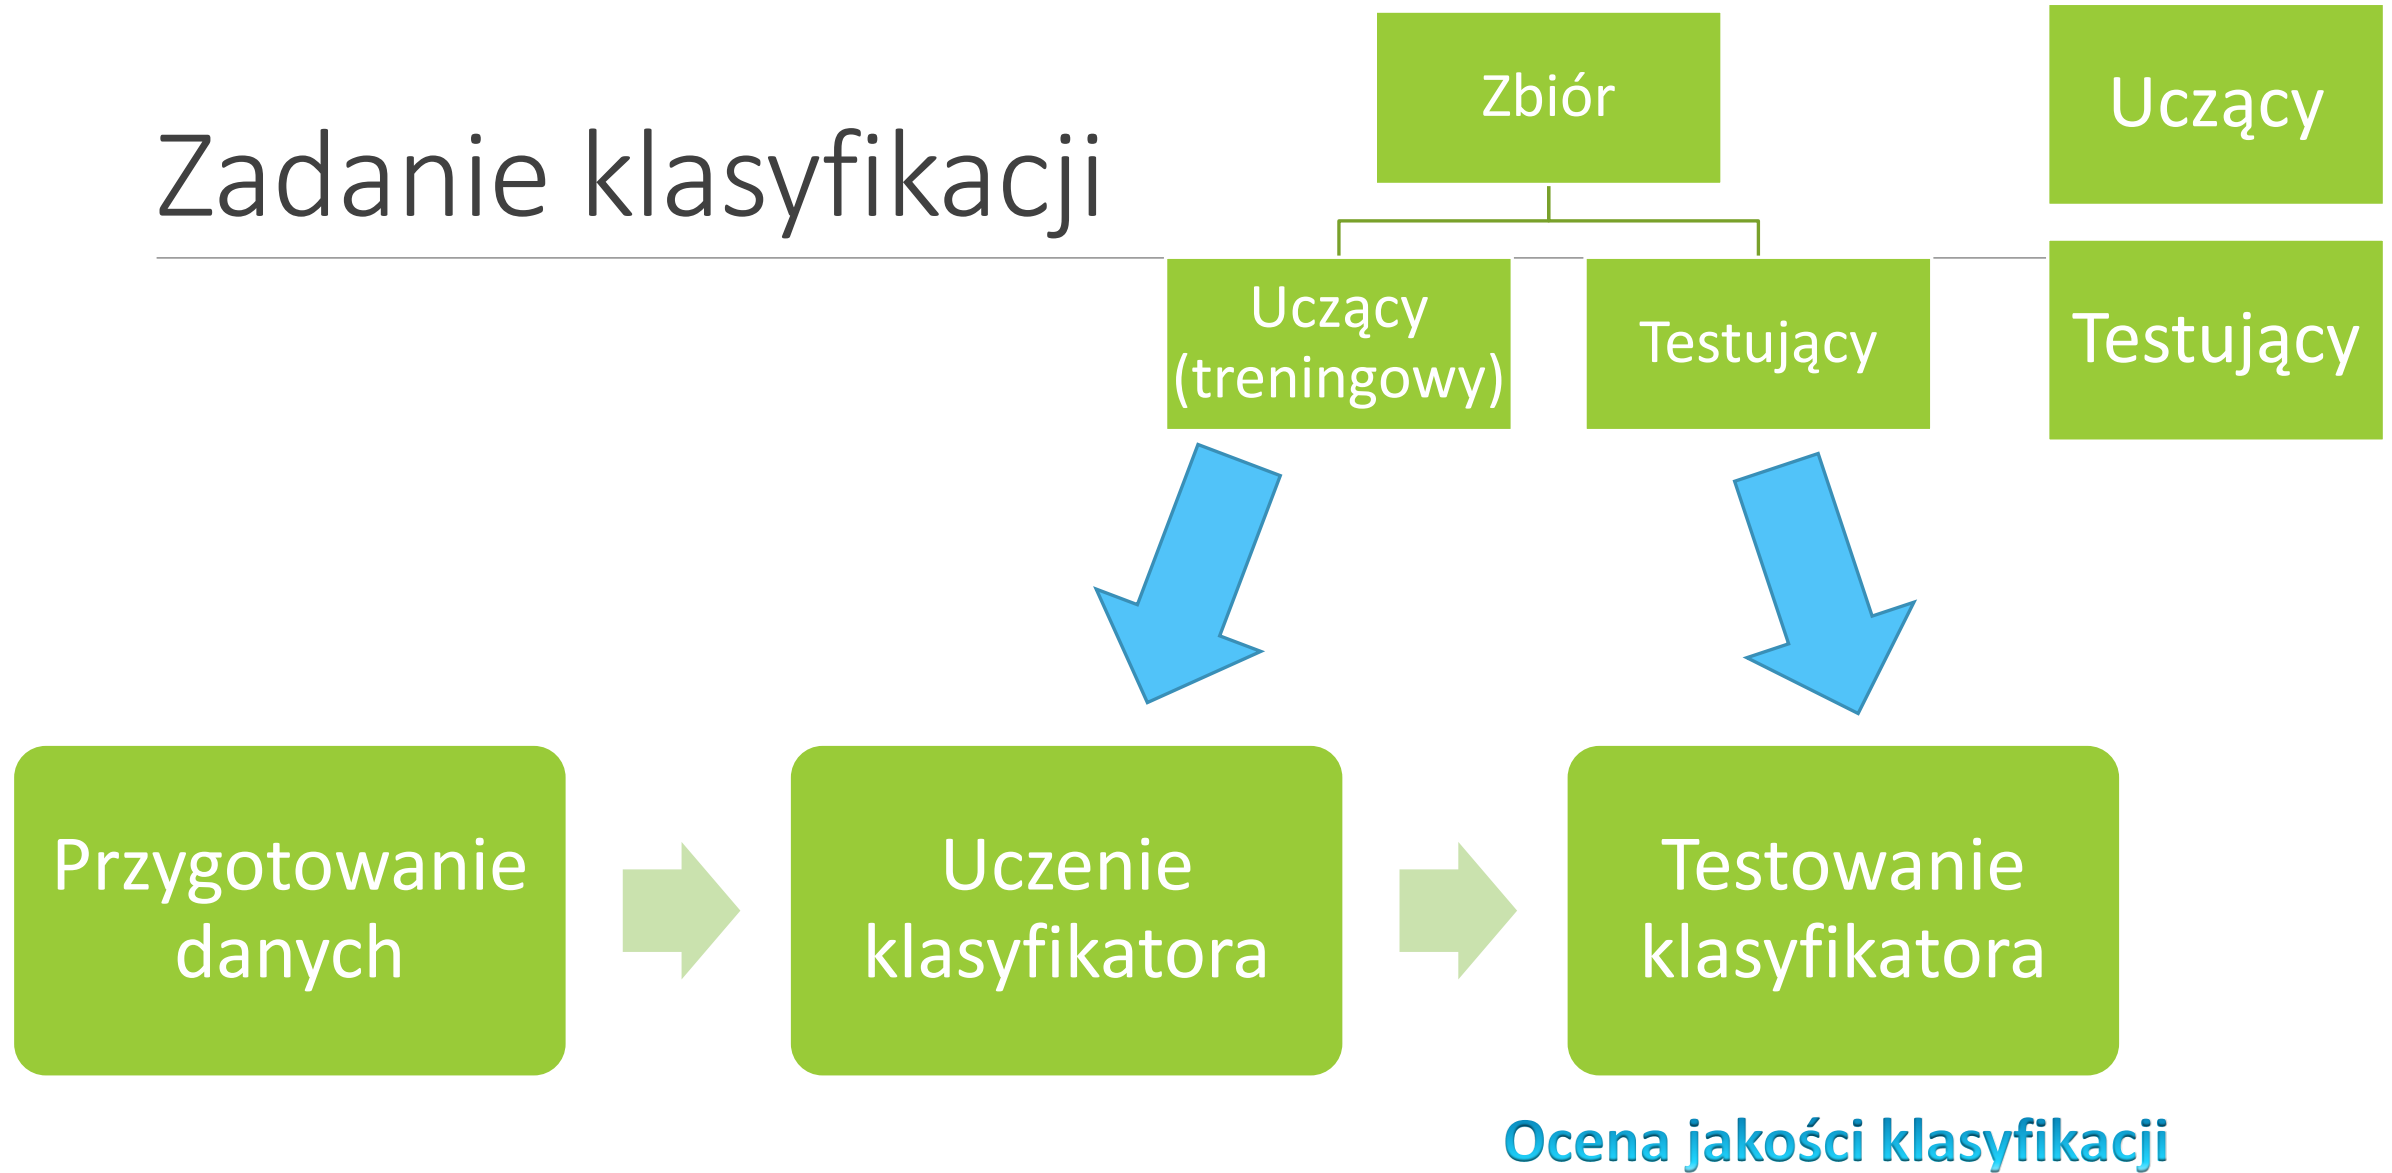 Zadanie klasyfikacji
Zbiór
Uczący
(treningowy)
Testujący
Uczący
Testujący
Przygotowanie
danych
Uczenie
klasyfikatora
Testowanie
klasyfikatora
Ocena jakości klasyfikacji